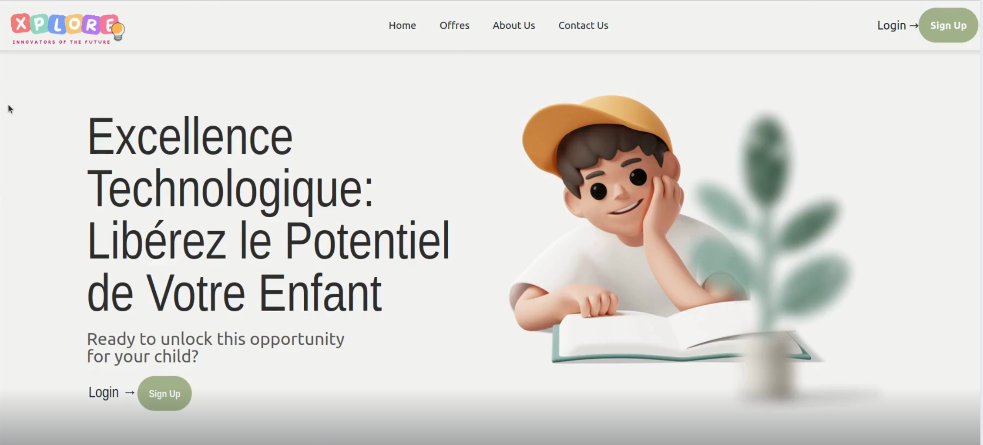 XPLORE
INNOVATORS OF THE FUTURE
Home Offres About Us Contact Us
Login → Sign Up
Excellence
Technologique:
Libérez le Potentiel
de Votre Enfant
Ready to unlock this opportunity
for your child?
Login → Sign Up